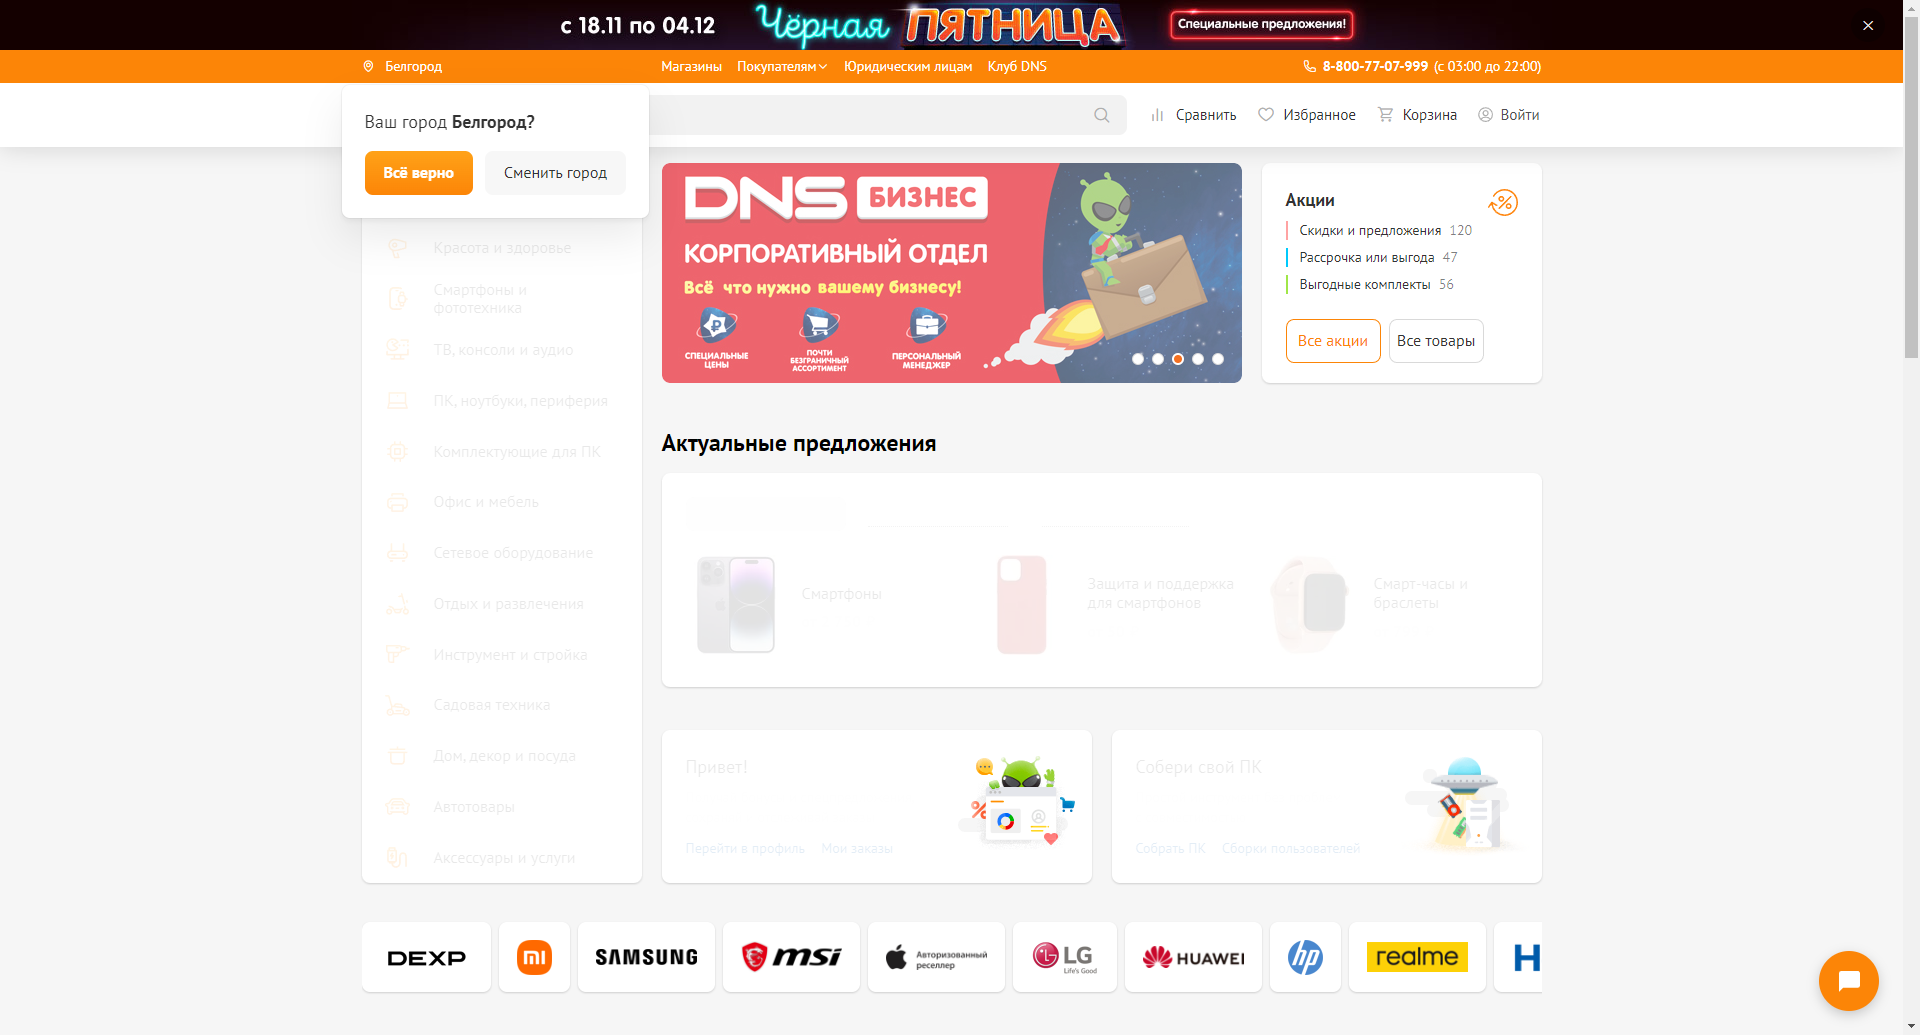 с 18.11 по 04.12
Чёрная ПЯТНИЦА
Специальные предложения!
Белгород
Магазины
Покупателям
Юридическим лицам
Клуб DNS
8-800-77-07-999 (с 03:00 до 22:00)
Ваш город Белгород?
Всё верно
Сменить город
Сравнить
Избранное
Корзина
Войти
Красота и здоровье
Смартфоны и
фототехника
ТВ, консоли и аудио
ПК, ноутбуки, периферия
Комплектующие для ПК
Офис и мебель
Сетевое оборудование
Отдых и развлечения
Инструмент и стройка
Садовая техника
Дом, декор и посуда
Автотовары
Аксессуары и услуги
DNS БИЗНЕС
КОРПОРАТИВНЫЙ ОТДЕЛ
Всё что нужно вашему бизнесу!
СПЕЦИАЛЬНЫЕ
ЦЕНЫ
ПОЧТИ
БЕЗГРАНИЧНЫЙ
АССОРТИМЕНТ
ПЕРСОНАЛЬНЫЙ
МЕНЕДЖЕР
Акции
Скидки и предложения 120
Рассрочка или выгода 47
Выгодные комплекты 56
Все акции
Все товары
Актуальные предложения
Смартфоны
Защита и поддержка
для смартфонов
Смарт-часы и
браслеты
Привет!
Перейти в профиль
Мои заказы
Собери свой ПК
Собрать ПК
Сборки пользователей
DEXP
mi
SAMSUNG
msi
Авторизованный
реселлер
LG
Life's Good
HUAWEI
hp
realme
H